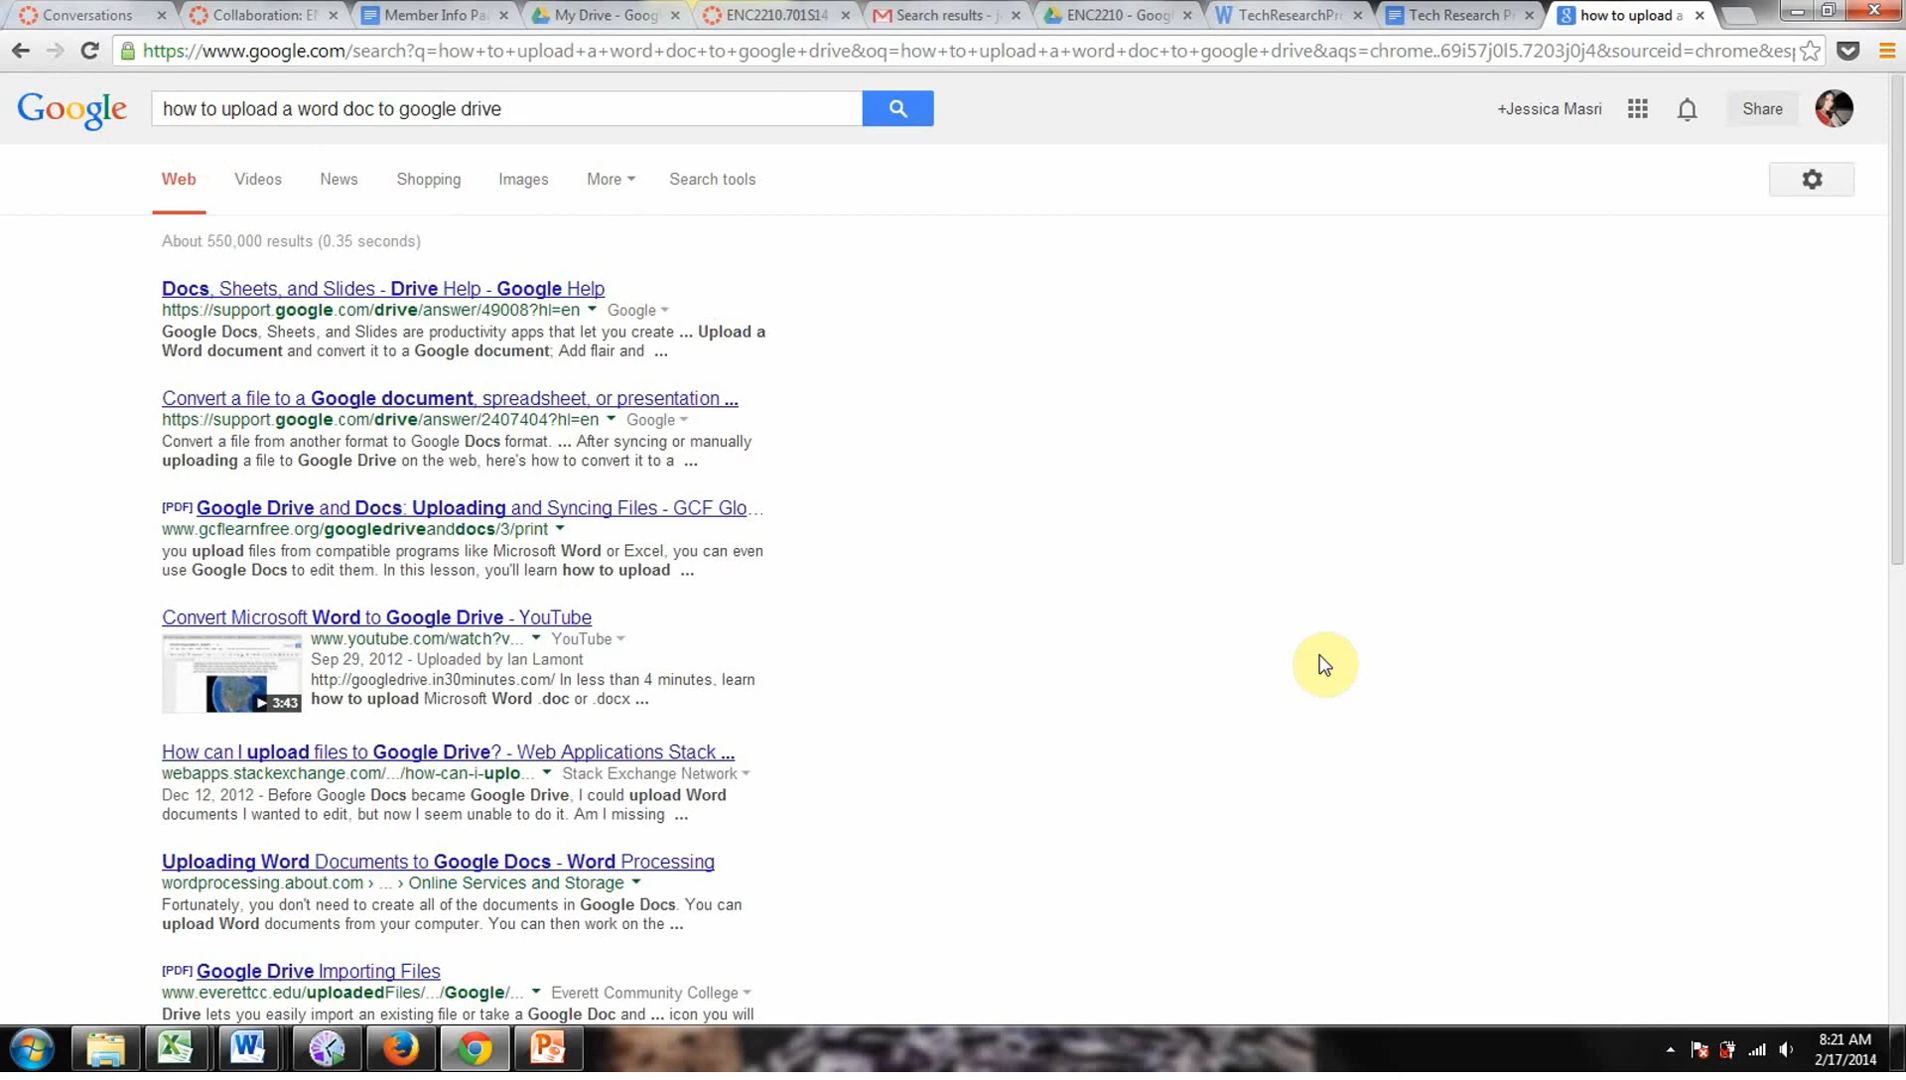 Conversations
Collaboration: EN
Member Info Pa
My Drive - Goog
ENC2210.701S14
Search results - j
ENC2210 - Googl
TechResearchPr
Tech Research P
how to upload a
https://www.google.com/search?q=how+to+upload+a+word+doc+to+google+drive&oq=how+to+upload+a+word+doc+to+google+drive&aqs=chrome..69i57j0l5.7203j0j4&sourceid=chrome&esp
Google
how to upload a word doc to google drive
+Jessica Masri
Share
Web
Videos
News
Shopping
Images
More
Search tools
About 550,000 results (0.35 seconds)
Docs, Sheets, and Slides - Drive Help - Google Help
https://support.google.com/drive/answer/49008?hl=en Google
Google Docs, Sheets, and Slides are productivity apps that let you create ... Upload a
Word document and convert it to a Google document; Add flair and ...
Convert a file to a Google document, spreadsheet, or presentation ...
https://support.google.com/drive/answer/2407404?hl=en Google
Convert a file from another format to Google Docs format. ... After syncing or manually
uploading a file to Google Drive on the web, here's how to convert it to a ...
[PDF] Google Drive and Docs: Uploading and Syncing Files - GCF Glo...
www.gcflearnfree.org/googledriveanddocs/3/print
you upload files from compatible programs like Microsoft Word or Excel, you can even
use Google Docs to edit them. In this lesson, you'll learn how to upload ...
Convert Microsoft Word to Google Drive - YouTube
www.youtube.com/watch?v... YouTube
Sep 29, 2012 - Uploaded by Ian Lamont
http://googledrive.in30minutes.com/ In less than 4 minutes, learn
how to upload Microsoft Word .doc or .docx ...
3:43
How can I upload files to Google Drive? - Web Applications Stack ...
webapps.stackexchange.com/.../how-can-i-uplo... Stack Exchange Network
Dec 12, 2012 - Before Google Docs became Google Drive, I could upload Word
documents I wanted to edit, but now I seem unable to do it. Am I missing ...
Uploading Word Documents to Google Docs - Word Processing
wordprocessing.about.com › ... › Online Services and Storage
Fortunately, you don't need to create all of the documents in Google Docs. You can
upload Word documents from your computer. You can then work on the ...
[PDF] Google Drive Importing Files
www.everettcc.edu/uploadedFiles/.../Google/... Everett Community College
Drive lets you easily import an existing file or take a Google Doc and ... icon you will
8:21 AM
2/17/2014